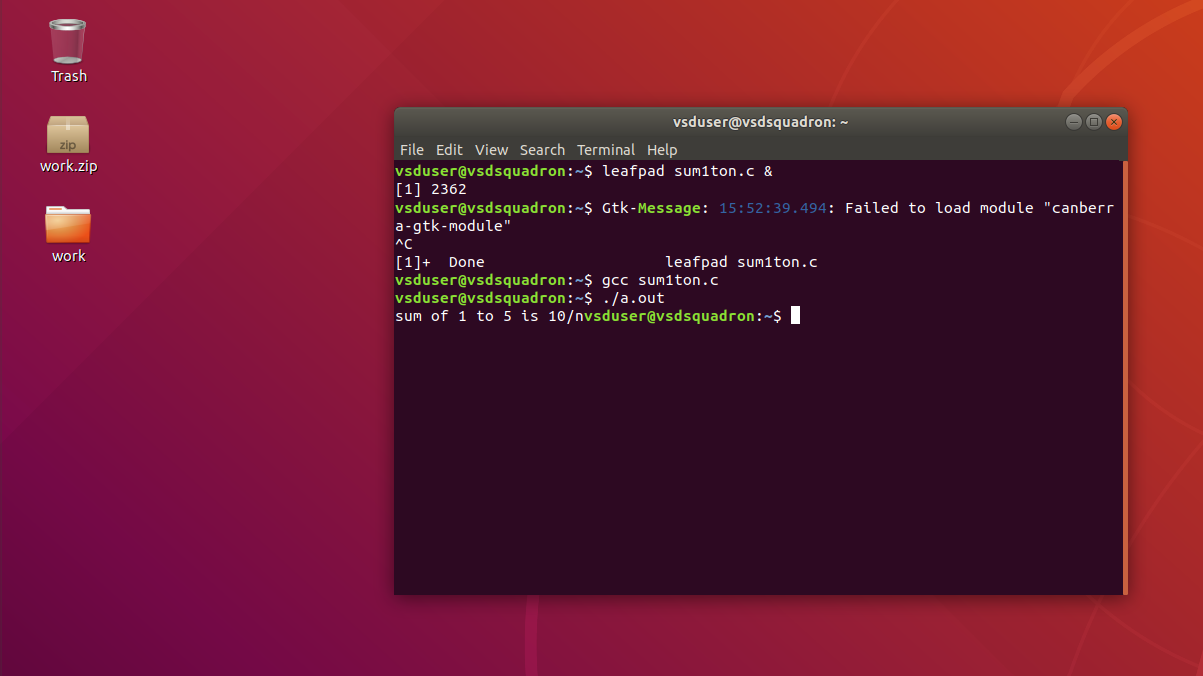 Trash
zip
work.zip
work
vsduser@vsdsquadron: ~
File Edit View Search Terminal Help
vsduser@vsdsquadron:~$ leafpad sum1ton.c &
[1] 2362
vsduser@vsdsquadron:~$ Gtk-Message: 15:52:39.494: Failed to load module "canberr
a-gtk-module"
^C
[1]+  Done                    leafpad sum1ton.c
vsduser@vsdsquadron:~$ gcc sum1ton.c
vsduser@vsdsquadron:~$ ./a.out
sum of 1 to 5 is 10/nvsduser@vsdsquadron:~$